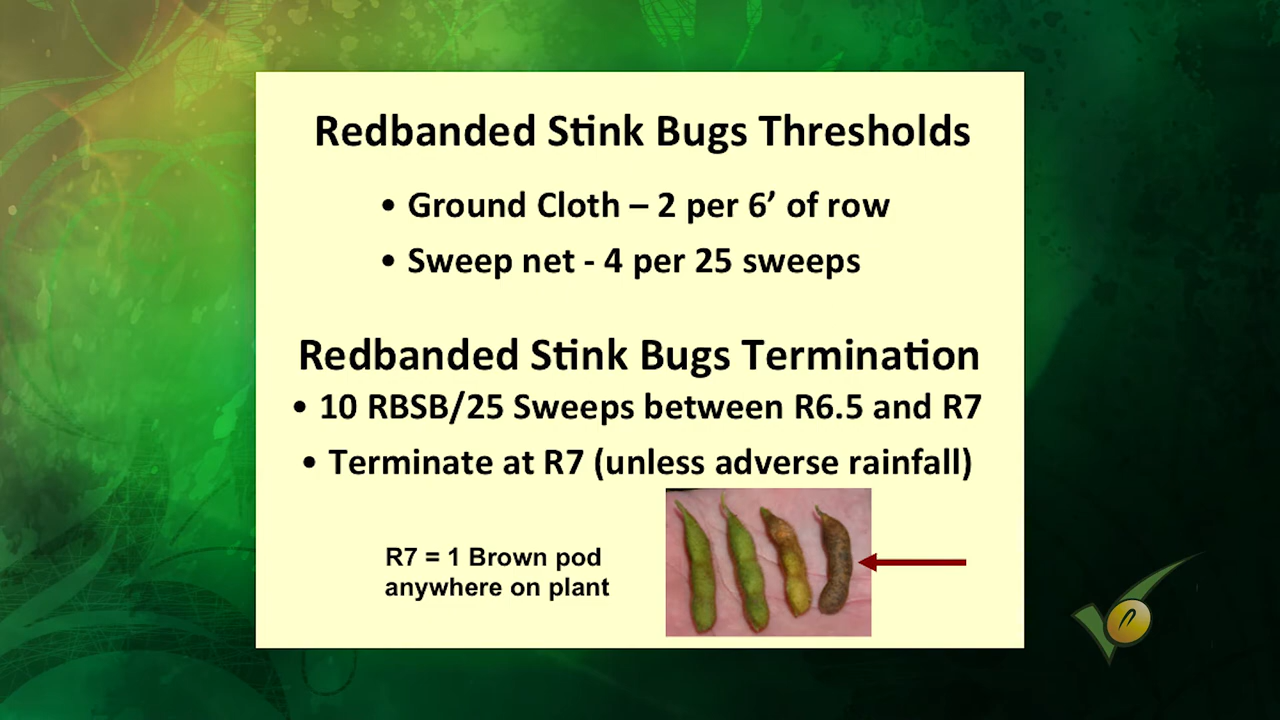 Redbanded Stink Bugs Thresholds
• Ground Cloth – 2 per 6’ of row
• Sweep net - 4 per 25 sweeps
Redbanded Stink Bugs Termination
• 10 RBSB/25 Sweeps between R6.5 and R7
• Terminate at R7 (unless adverse rainfall)
R7 = 1 Brown pod
anywhere on plant